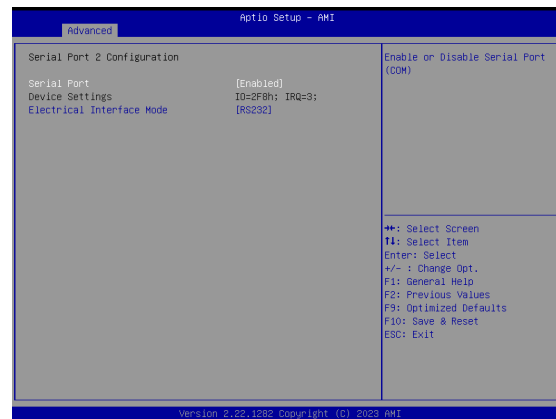 Aptio Setup - AMI
Advanced
Serial Port 2 Configuration
Serial Port [Enabled]
Device Settings IO=2F8h; IRQ=3;
Electrical Interface Mode [RS232]
Enable or Disable Serial Port
(COM)
→←: Select Screen
↑↓: Select Item
Enter: Select
+/- : Change Opt.
F1: General Help
F2: Previous Values
F9: Optimized Defaults
F10: Save & Reset
ESC: Exit
Version 2.22.1282 Copyright (C) 2023 AMI